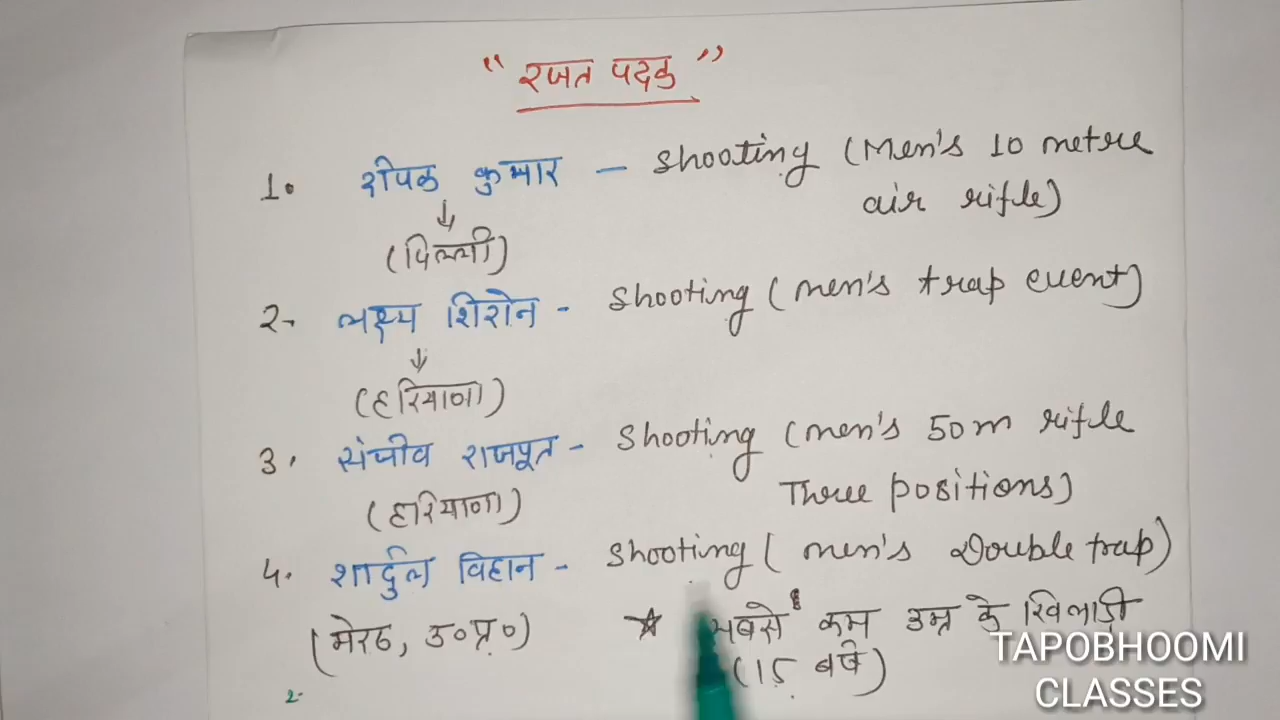 “ रजत पदक ”
1. दीपक कुमार – Shooting (Men's 10 metre
air rifle)
(दिल्ली)
2. लक्ष्य शिरोन - Shooting (men's trap event)
(हरियाणा)
3. संजीव राजपूत - Shooting (men's 50m rifle
Three positions)
(हरियाणा)
4. शार्दुल विहान - Shooting (men's Double trap)
(मेरठ, उ०प्र०) ☆ सबसे कम उम्र के खिलाड़ी
(15 वर्ष)
2-
TAPOBHOOMI
CLASSES